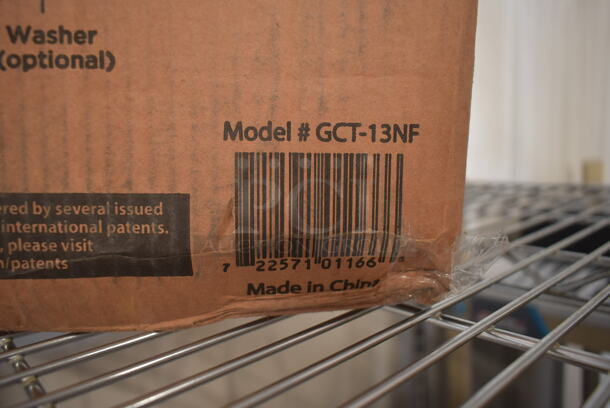 Washer
(optional)
Model # GCT-13NF
ered by several issued
international patents.
, please visit
n/patents
7 22571 01166
Made in China